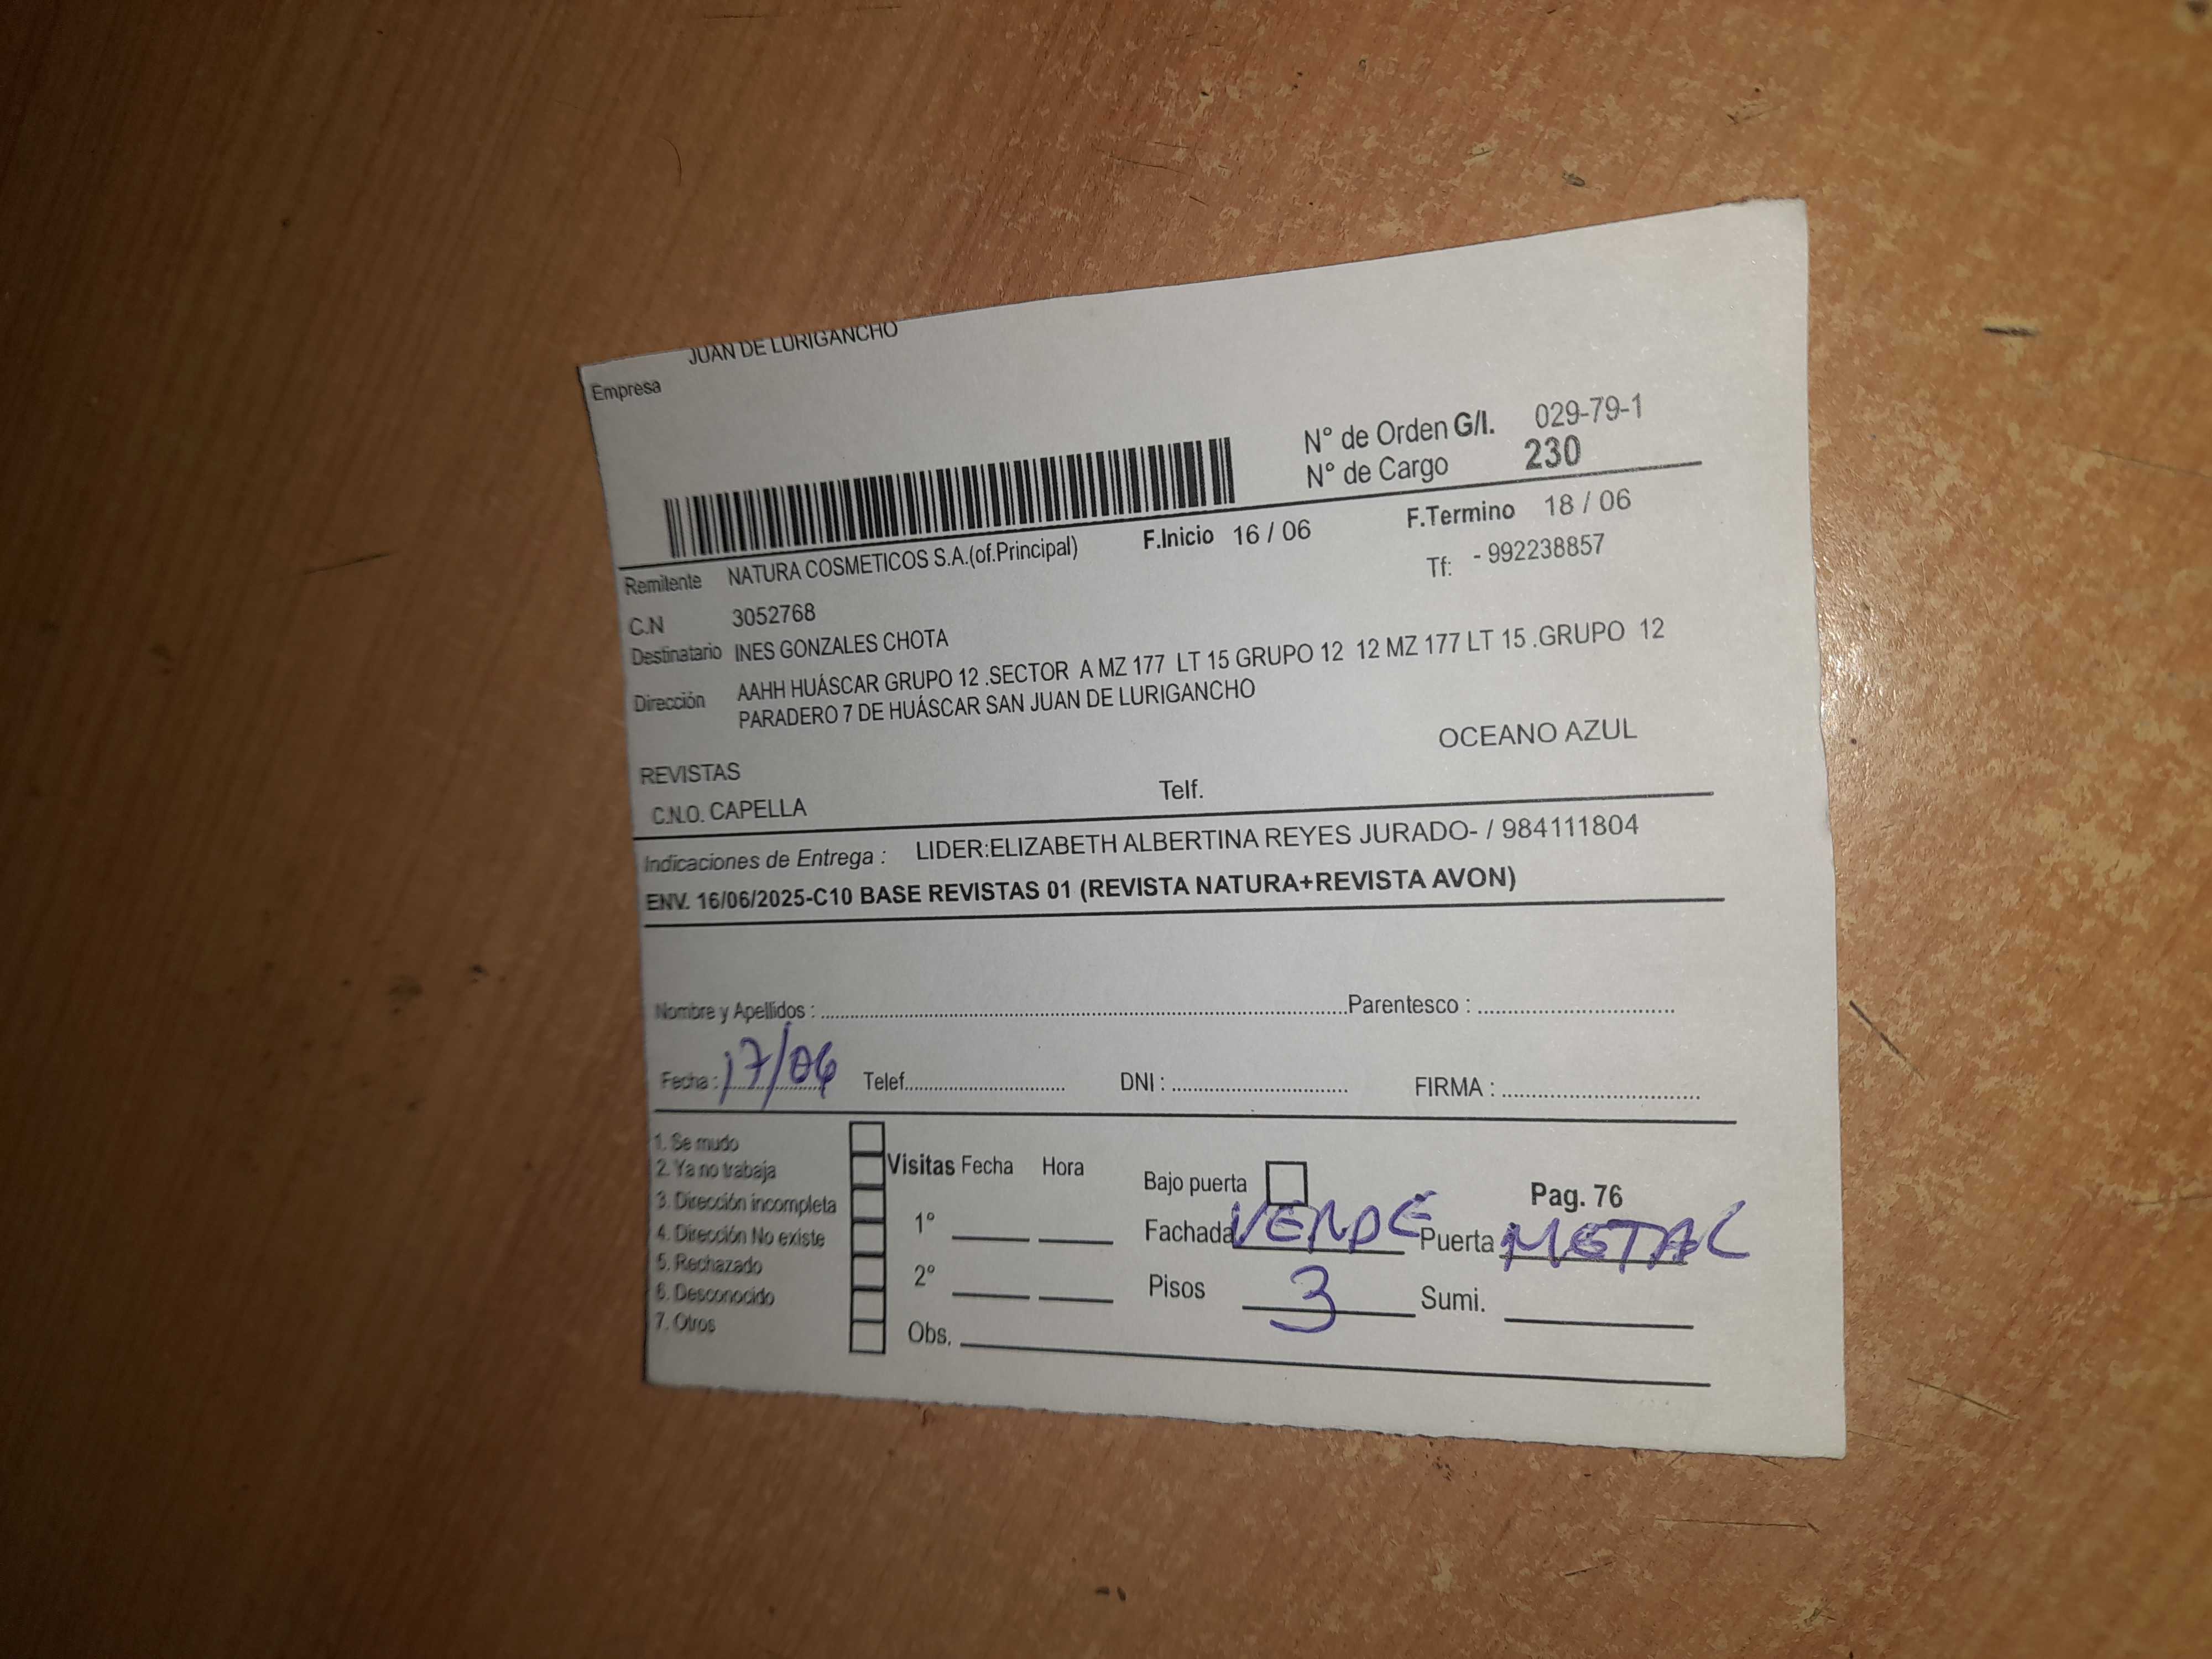 JUAN DE LURIGANCHO
Empresa
N° de Orden G/I. 029-79-1
N° de Cargo 230
F.Inicio 16 / 06 F.Termino 18 / 06
Remitente NATURA COSMETICOS S.A.(of.Principal) Tf: - 992238857
C.N 3052768
Destinatario INES GONZALES CHOTA
Dirección AAHH HUÁSCAR GRUPO 12 .SECTOR A MZ 177 LT 15 GRUPO 12 12 MZ 177 LT 15 .GRUPO 12
PARADERO 7 DE HUÁSCAR SAN JUAN DE LURIGANCHO
OCEANO AZUL
REVISTAS
C.N.O. CAPELLA Telf.
Indicaciones de Entrega : LIDER:ELIZABETH ALBERTINA REYES JURADO- / 984111804
ENV. 16/06/2025-C10 BASE REVISTAS 01 (REVISTA NATURA+REVISTA AVON)
Nombre y Apellidos : Parentesco :
Fecha : 17/06 Telef. DNI : FIRMA :
1. Se mudo
2. Ya no trabaja
3. Dirección incompleta
4. Dirección No existe
5. Rechazado
6. Desconocido
7. Otros
Visitas Fecha Hora
1°
2°
Obs.
Bajo puerta Pag. 76
Fachada VERDE Puerta METAL
Pisos 3 Sumi.